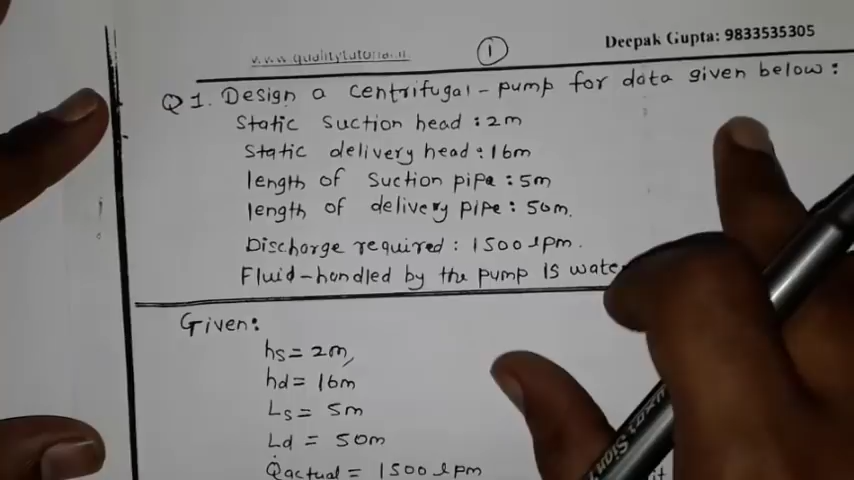 www.qualitytutorial.in
1
Deepak Gupta: 9833535305
Q1. Design a centrifugal-pump for data given below:
Static suction head: 2m
Static delivery head: 16m
length of suction pipe: 5m
length of delivery pipe: 50m.
Discharge required: 1500 lpm.
Fluid-handled by the pump is
Given:
hs = 2m,
hd = 16m
Ls = 5m
Ld = 50m
Qactual = 1500 lpm